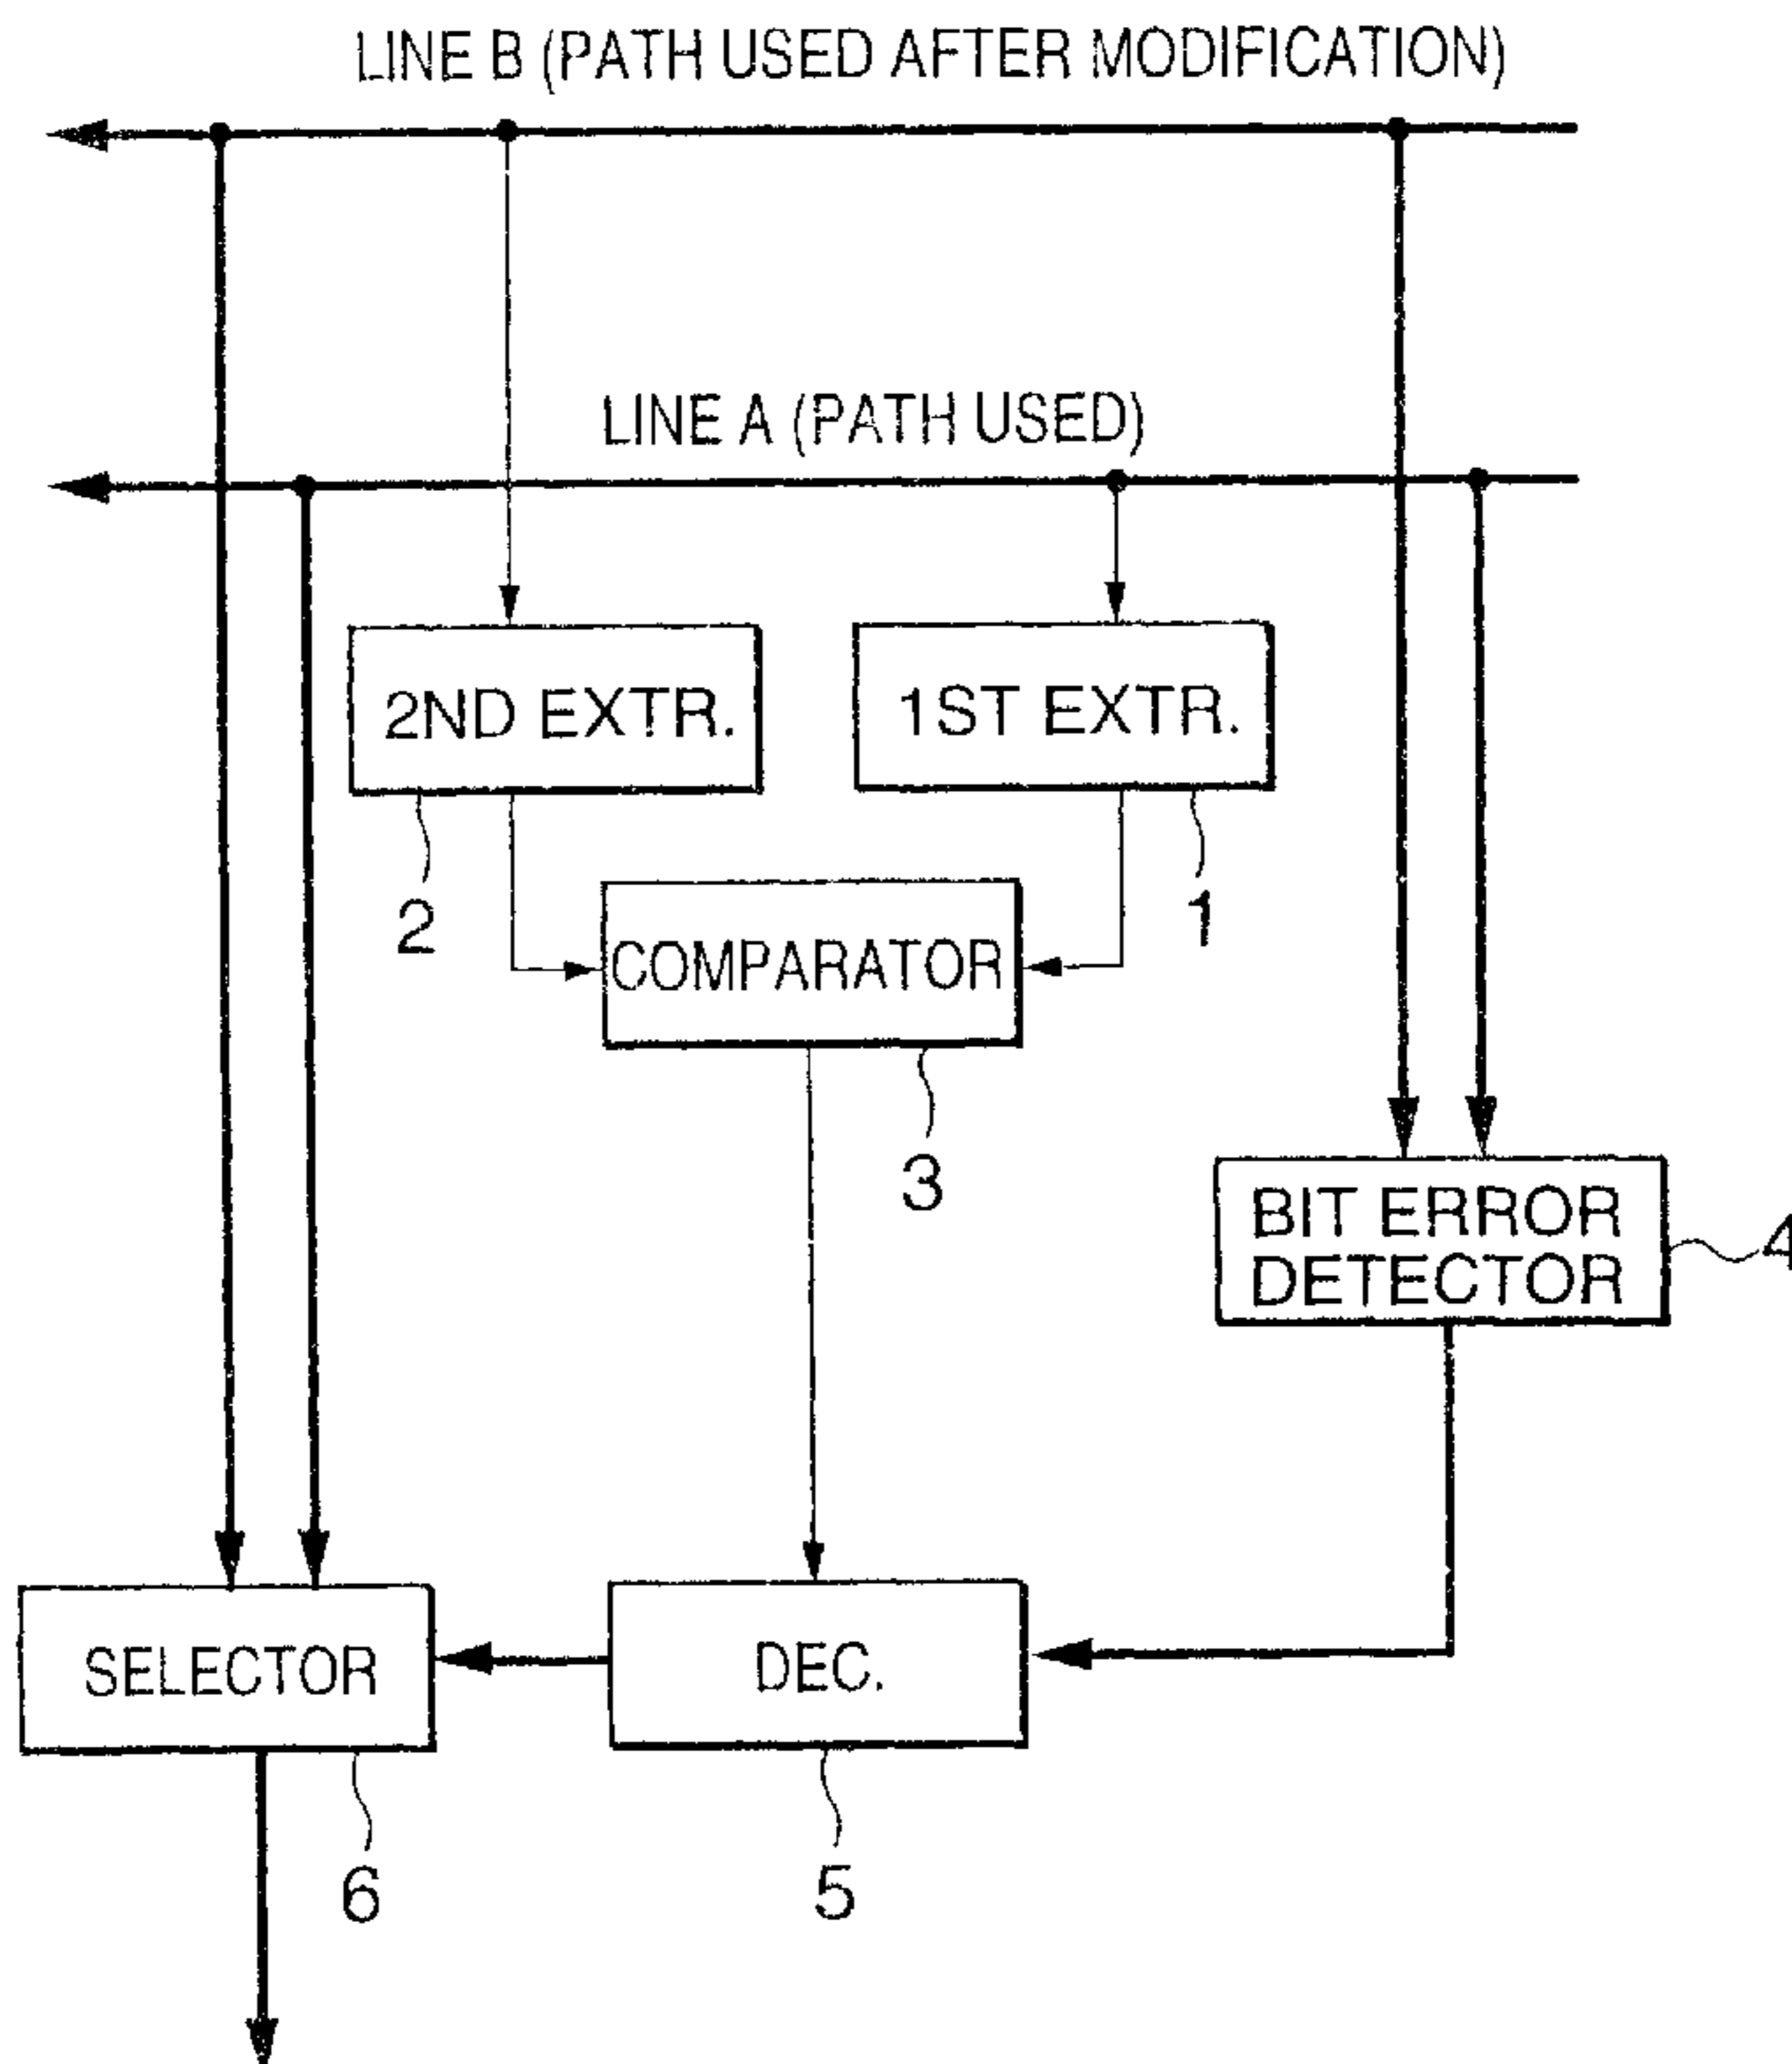 LINE B (PATH USED AFTER MODIFICATION)
LINE A (PATH USED)
2ND EXTR.
1ST EXTR.
2
1
COMPARATOR
3
BIT ERROR
DETECTOR
4
SELECTOR
DEC.
6
5